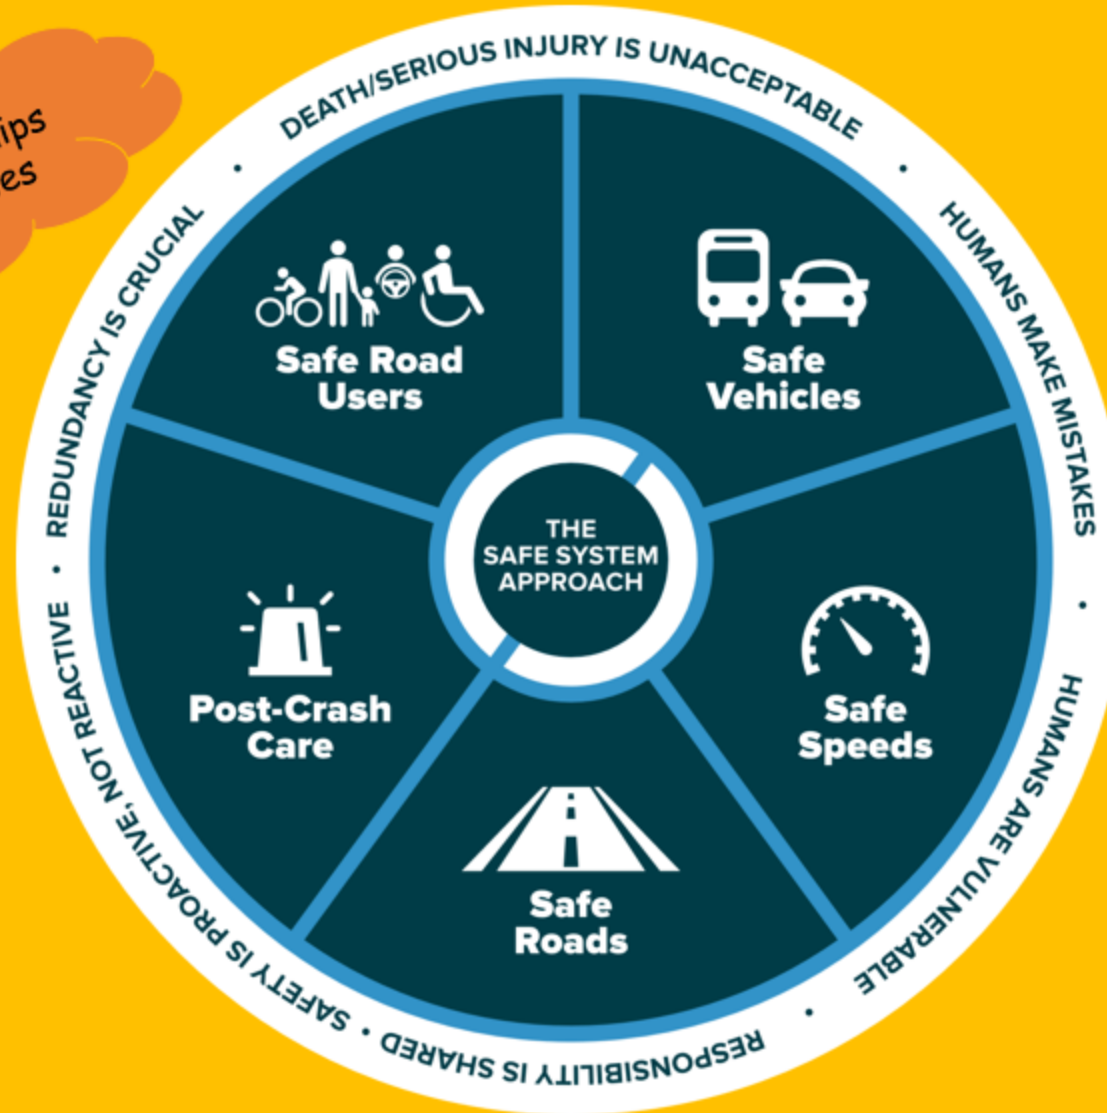 DEATH/SERIOUS INJURY IS UNACCEPTABLE
•
HUMANS MAKE MISTAKES
•
HUMANS ARE VULNERABLE
•
RESPONSIBILITY IS SHARED
•
SAFETY IS PROACTIVE, NOT REACTIVE
•
REDUNDANCY IS CRUCIAL
•
Safe Road
Users
Safe
Vehicles
THE
SAFE SYSTEM
APPROACH
Post-Crash
Care
Safe
Speeds
Safe
Roads